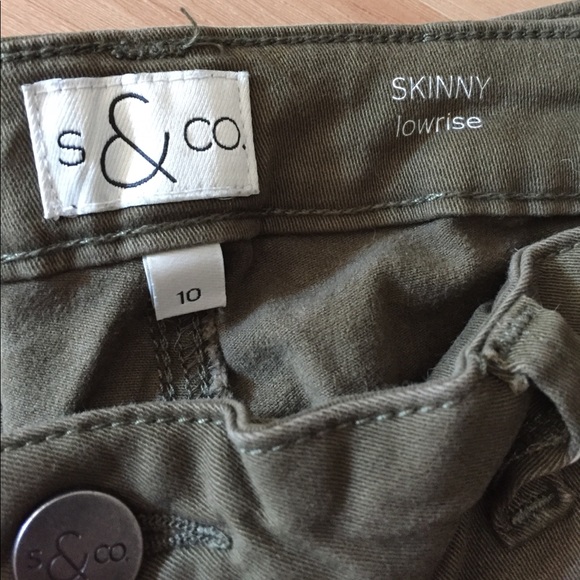 S & CO.
SKINNY
lowrise
10
S & CO.